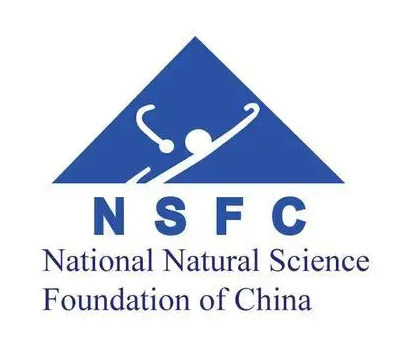 NSFC
National Natural Science
Foundation of China